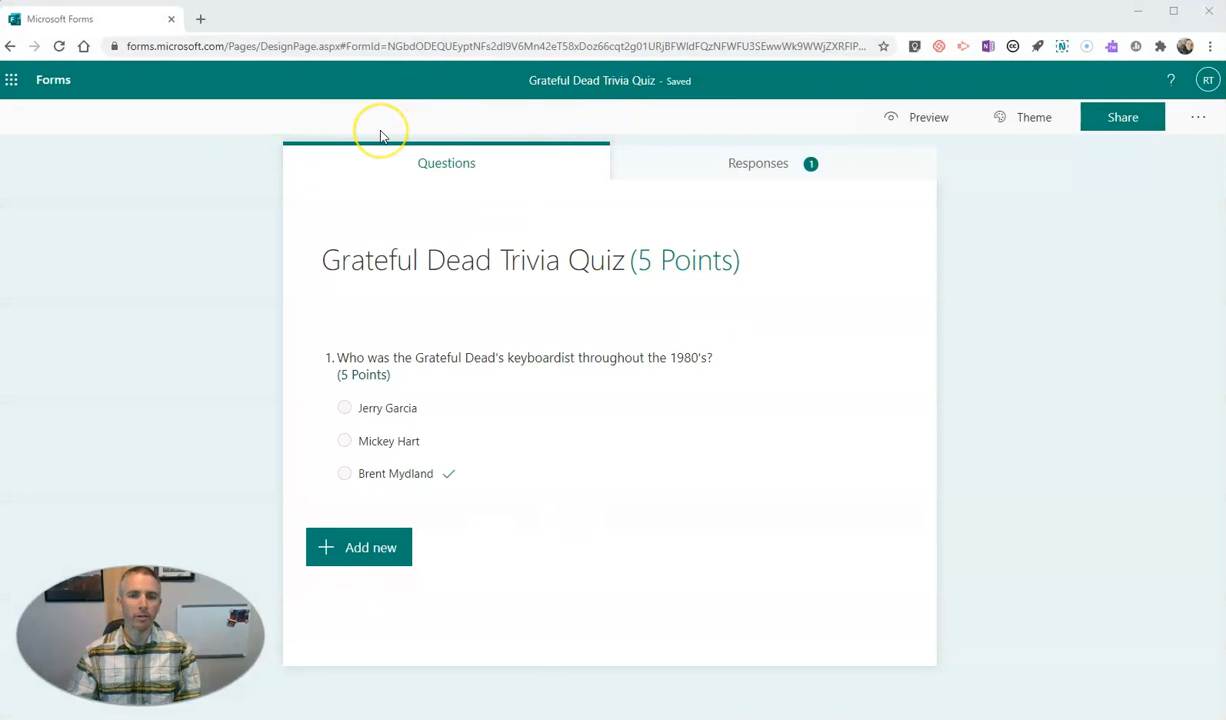 Microsoft Forms
forms.microsoft.com/Pages/DesignPage.aspx#FormId=NGbdODEQUEyptNFs2dI9V6Mn42eT58xDoz66cqt2g01URjBFWldFQzNFWFU3SEwwWk9WWjZXRFlP...
Forms
Grateful Dead Trivia Quiz - Saved
?
RT
Preview
Theme
Share
...
Questions
Responses 1
Grateful Dead Trivia Quiz (5 Points)
1. Who was the Grateful Dead's keyboardist throughout the 1980's?
(5 Points)
Jerry Garcia
Mickey Hart
Brent Mydland
Add new